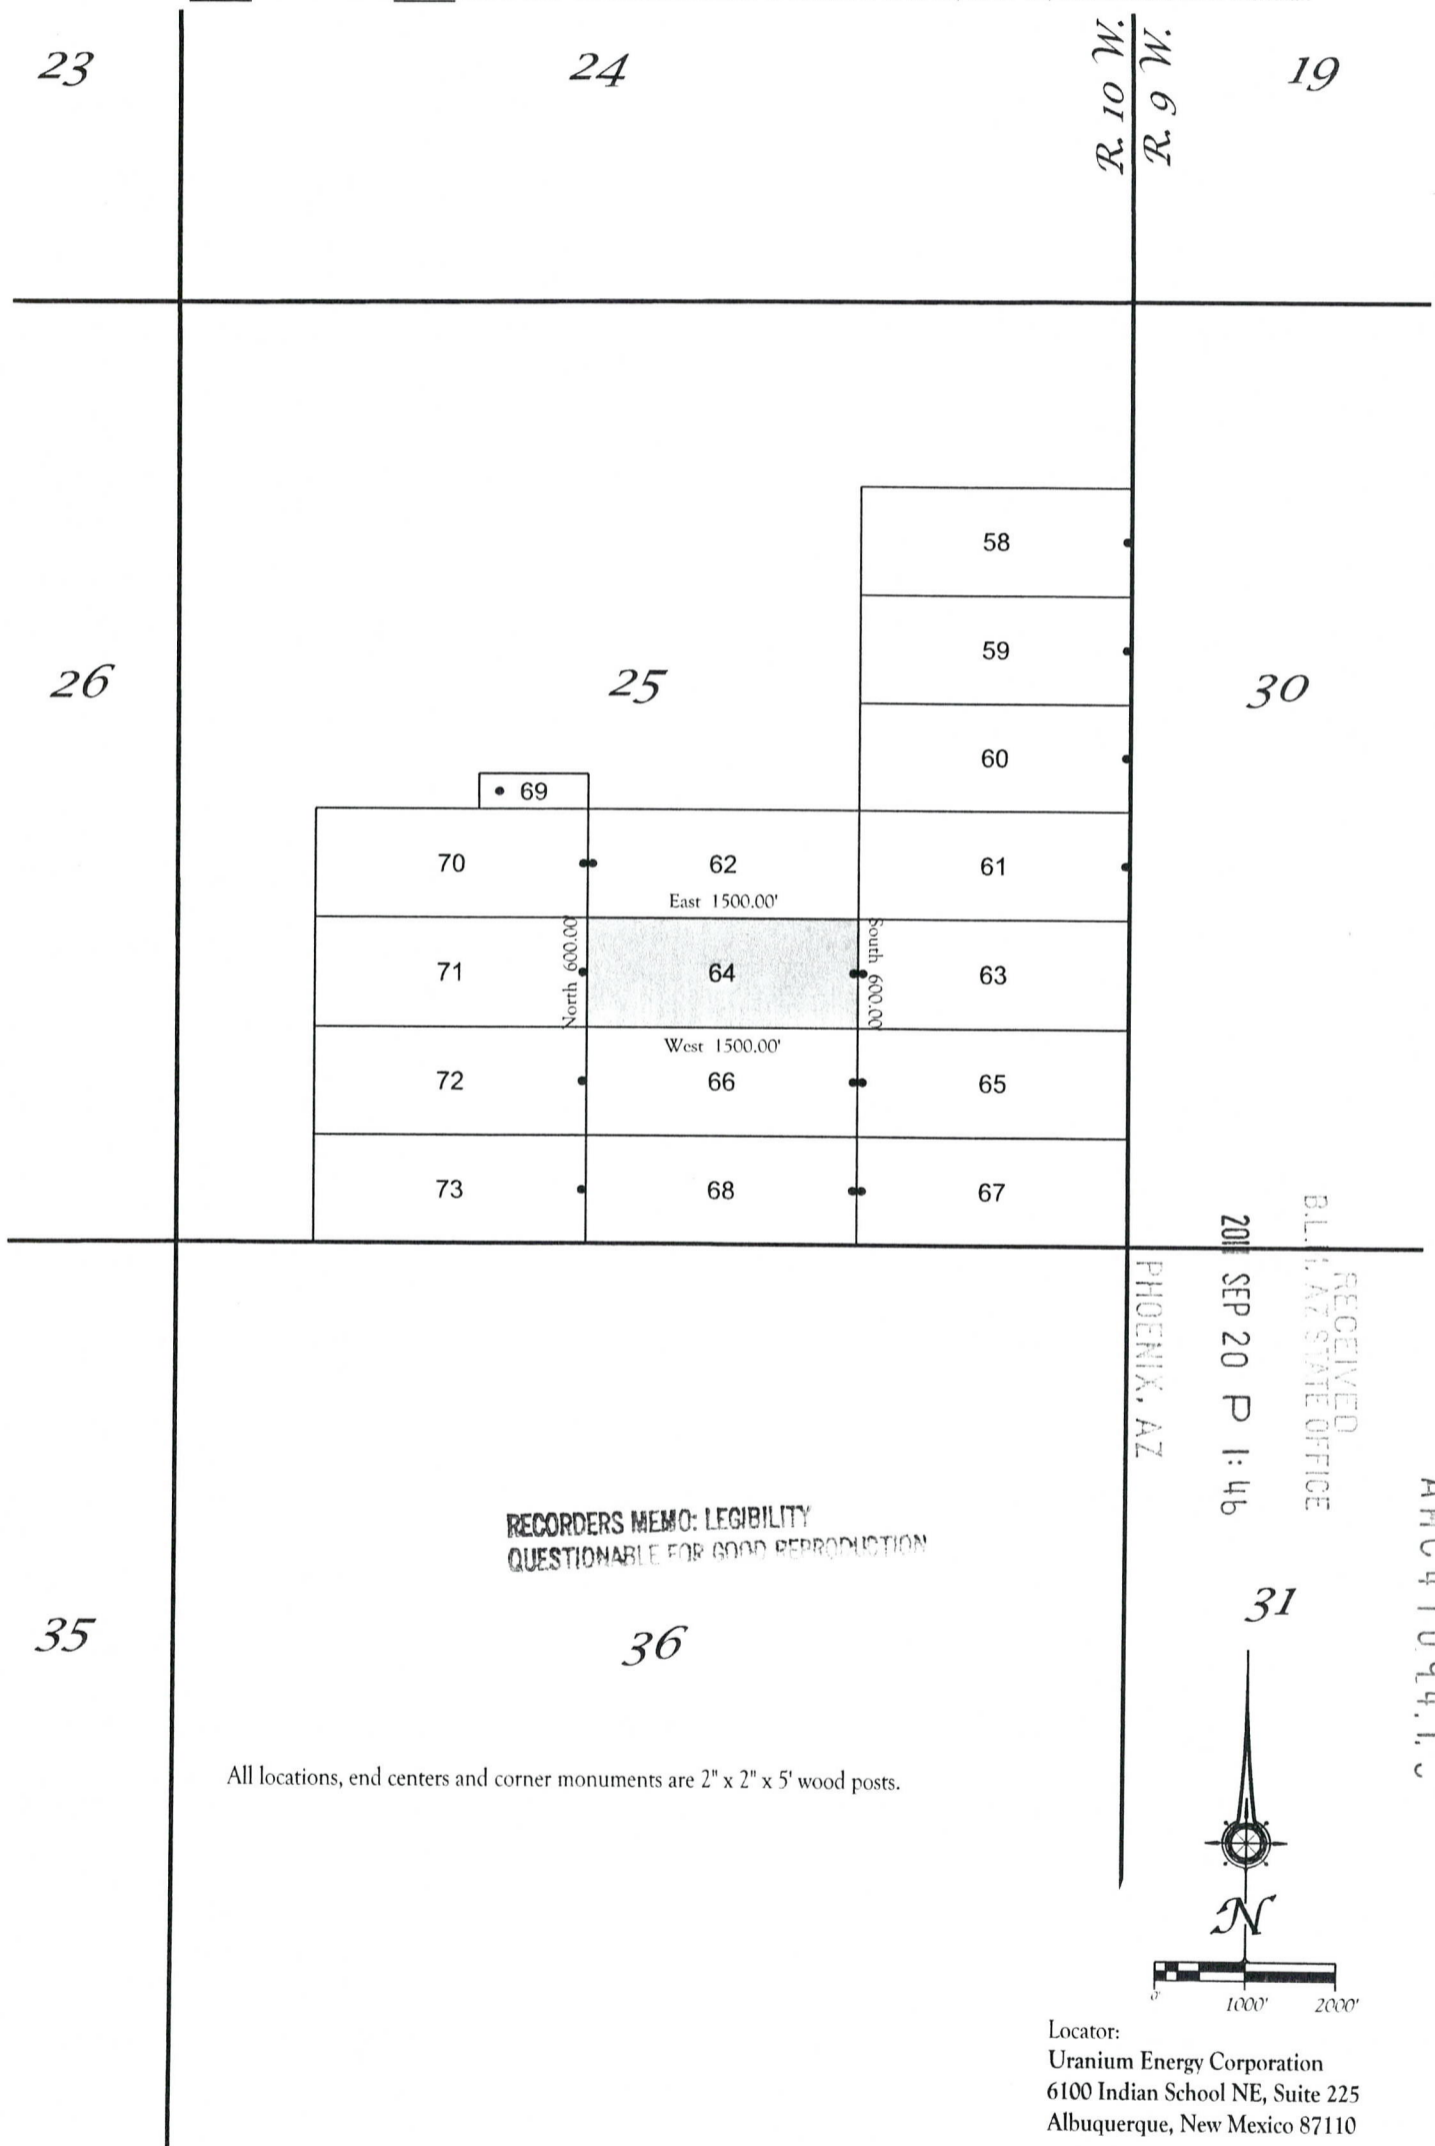 23
24
R. 10 W.
R. 9 W.
19
58
59
26
25
30
60
69
70
62
61
East 1500.00'
North 600.00'
71
64
South 600.00'
63
West 1500.00'
72
66
65
73
68
67
RECEIVED
B.L.M. AZ STATE OFFICE
SEP 20 P 1:46
PHOENIX, AZ
RECORDERS MEMO: LEGIBILITY
QUESTIONABLE FOR GOOD REPRODUCTION
31
35
36
All locations, end centers and corner monuments are 2" x 2" x 5' wood posts.
N
0'
1000'
2000'
Locator:
Uranium Energy Corporation
6100 Indian School NE, Suite 225
Albuquerque, New Mexico 87110